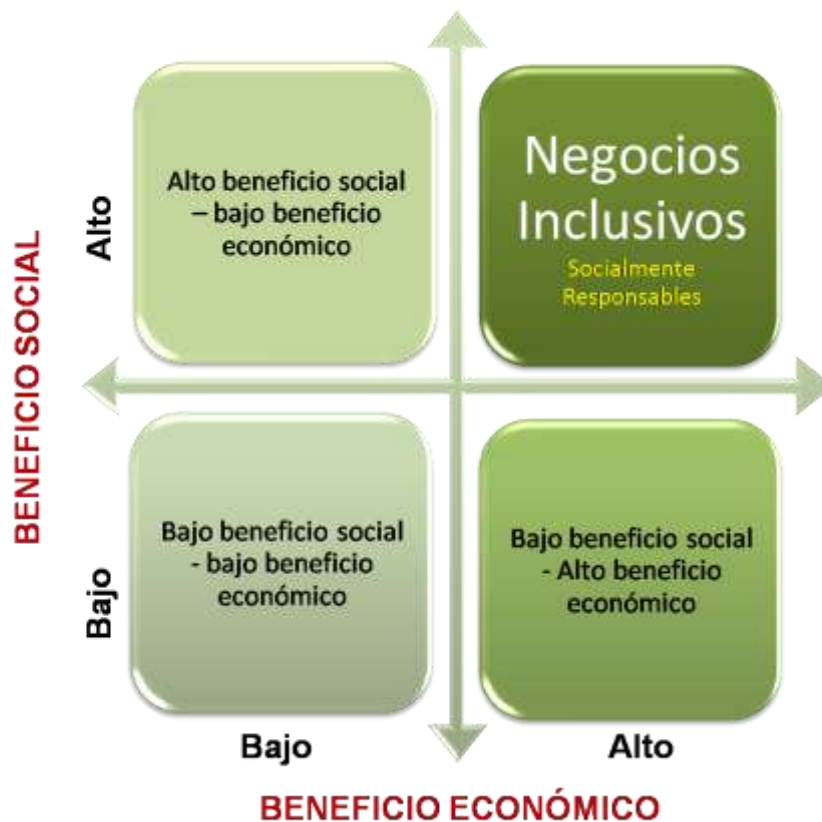 Alto beneficio social
– bajo beneficio
económico
Negocios
Inclusivos
Socialmente
Responsables
Alto
BENEFICIO SOCIAL
Bajo beneficio social
- bajo beneficio
económico
Bajo beneficio social
- Alto beneficio
económico
Bajo
Bajo
Alto
BENEFICIO ECONÓMICO